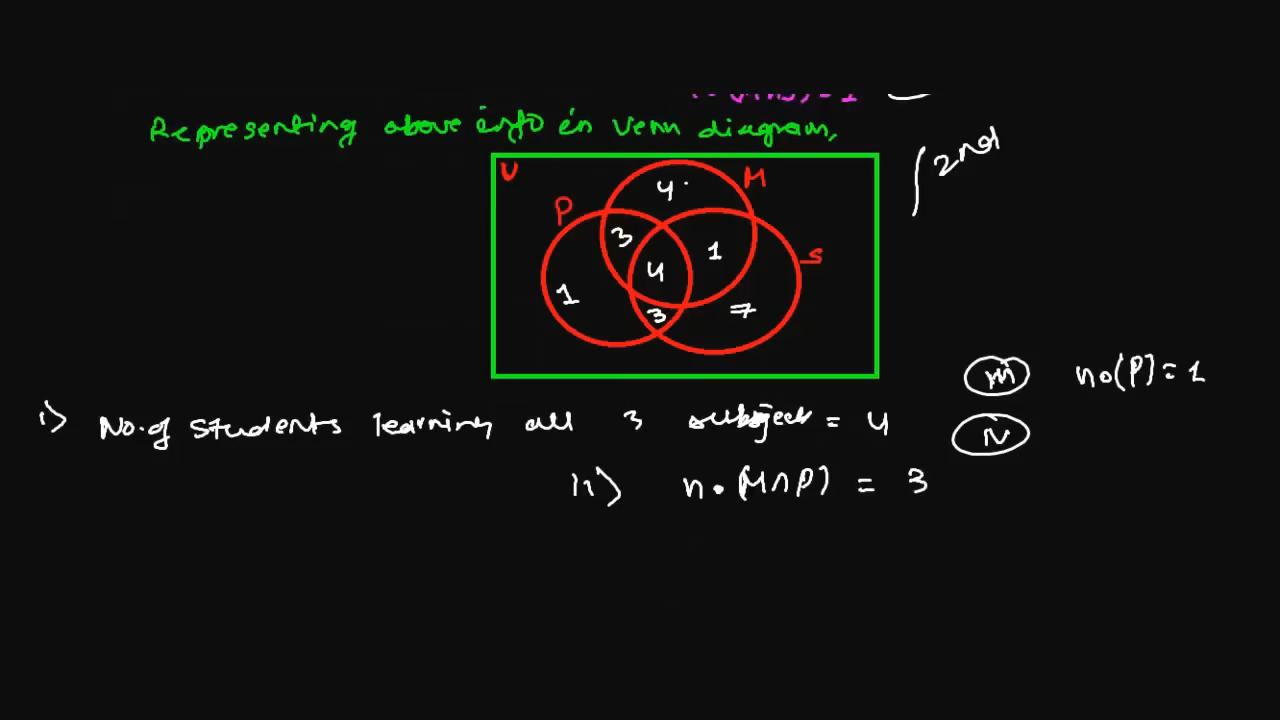 Representing above info in Venn diagram,
2nd
U
M
4
P
3
1
S
4
1
3
7
iii no(P) = 1
i) No. of students learning all 3 subject = 4
iv
ii) no(M∩P) = 3